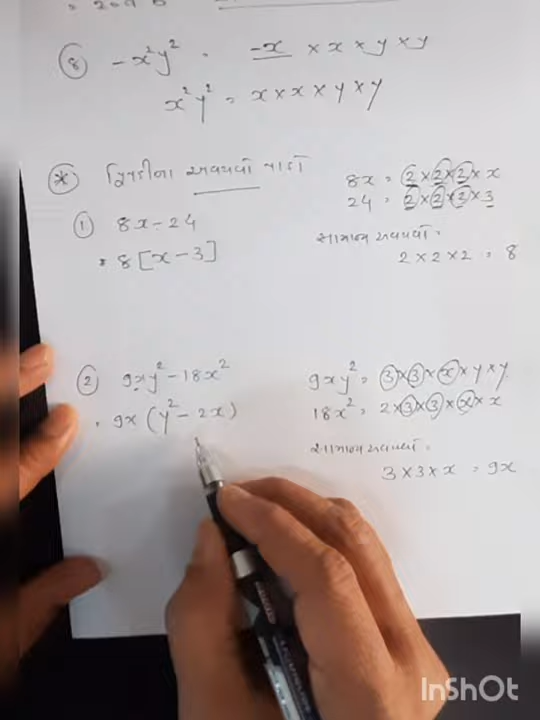 ⑧ -x²y² = -x × x × y × y
x²y² = x × x × y × y
* દ્વિપદીના અવયવો પાડો
① 8x - 24
= 8[x - 3]
8x = 2 × 2 × 2 × x
24 = 2 × 2 × 2 × 3
સામાન્ય અવયવો =
2 × 2 × 2 = 8
② 9xy² - 18x²
= 9x (y² - 2x)
9xy² = 3 × 3 × x × y × y
18x² = 2 × 3 × 3 × x × x
સામાન્ય અવયવો =
3 × 3 × x = 9x
InShOt